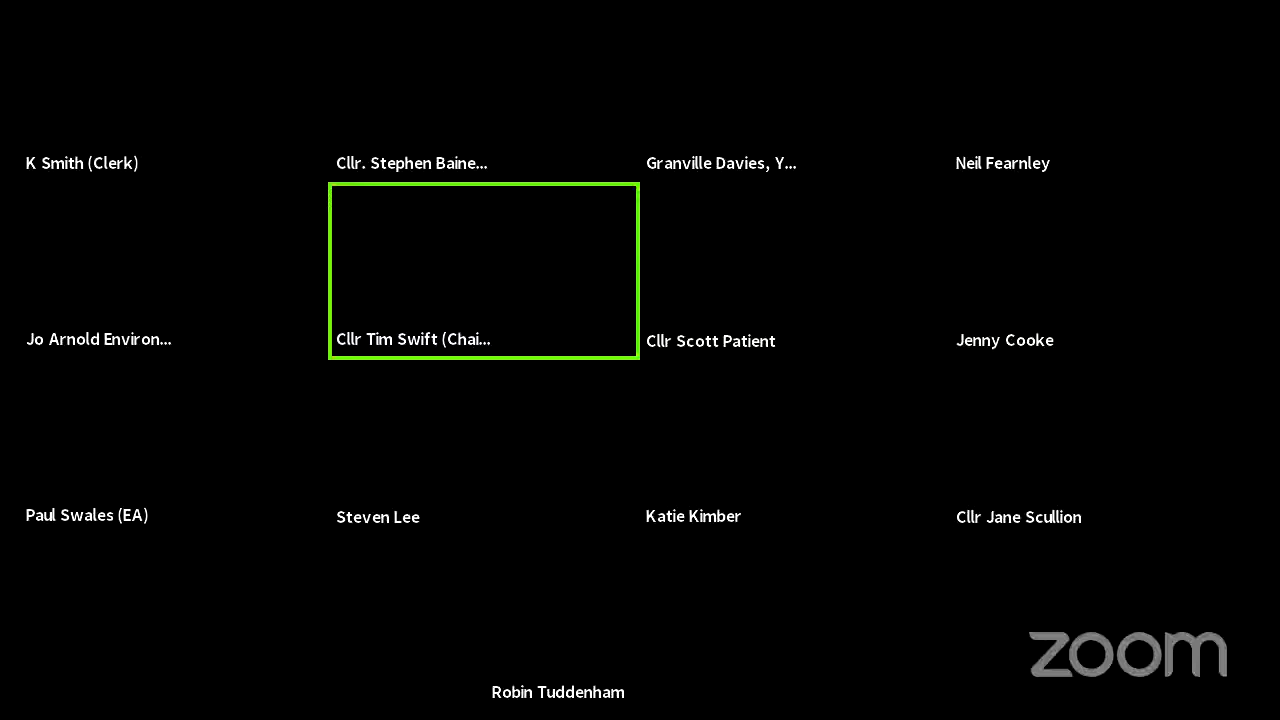 K Smith (Clerk)
Cllr. Stephen Baine...
Granville Davies, Y...
Neil Fearnley
Jo Arnold Environ...
Cllr Tim Swift (Chai...
Cllr Scott Patient
Jenny Cooke
Paul Swales (EA)
Steven Lee
Katie Kimber
Cllr Jane Scullion
zoom
Robin Tuddenham